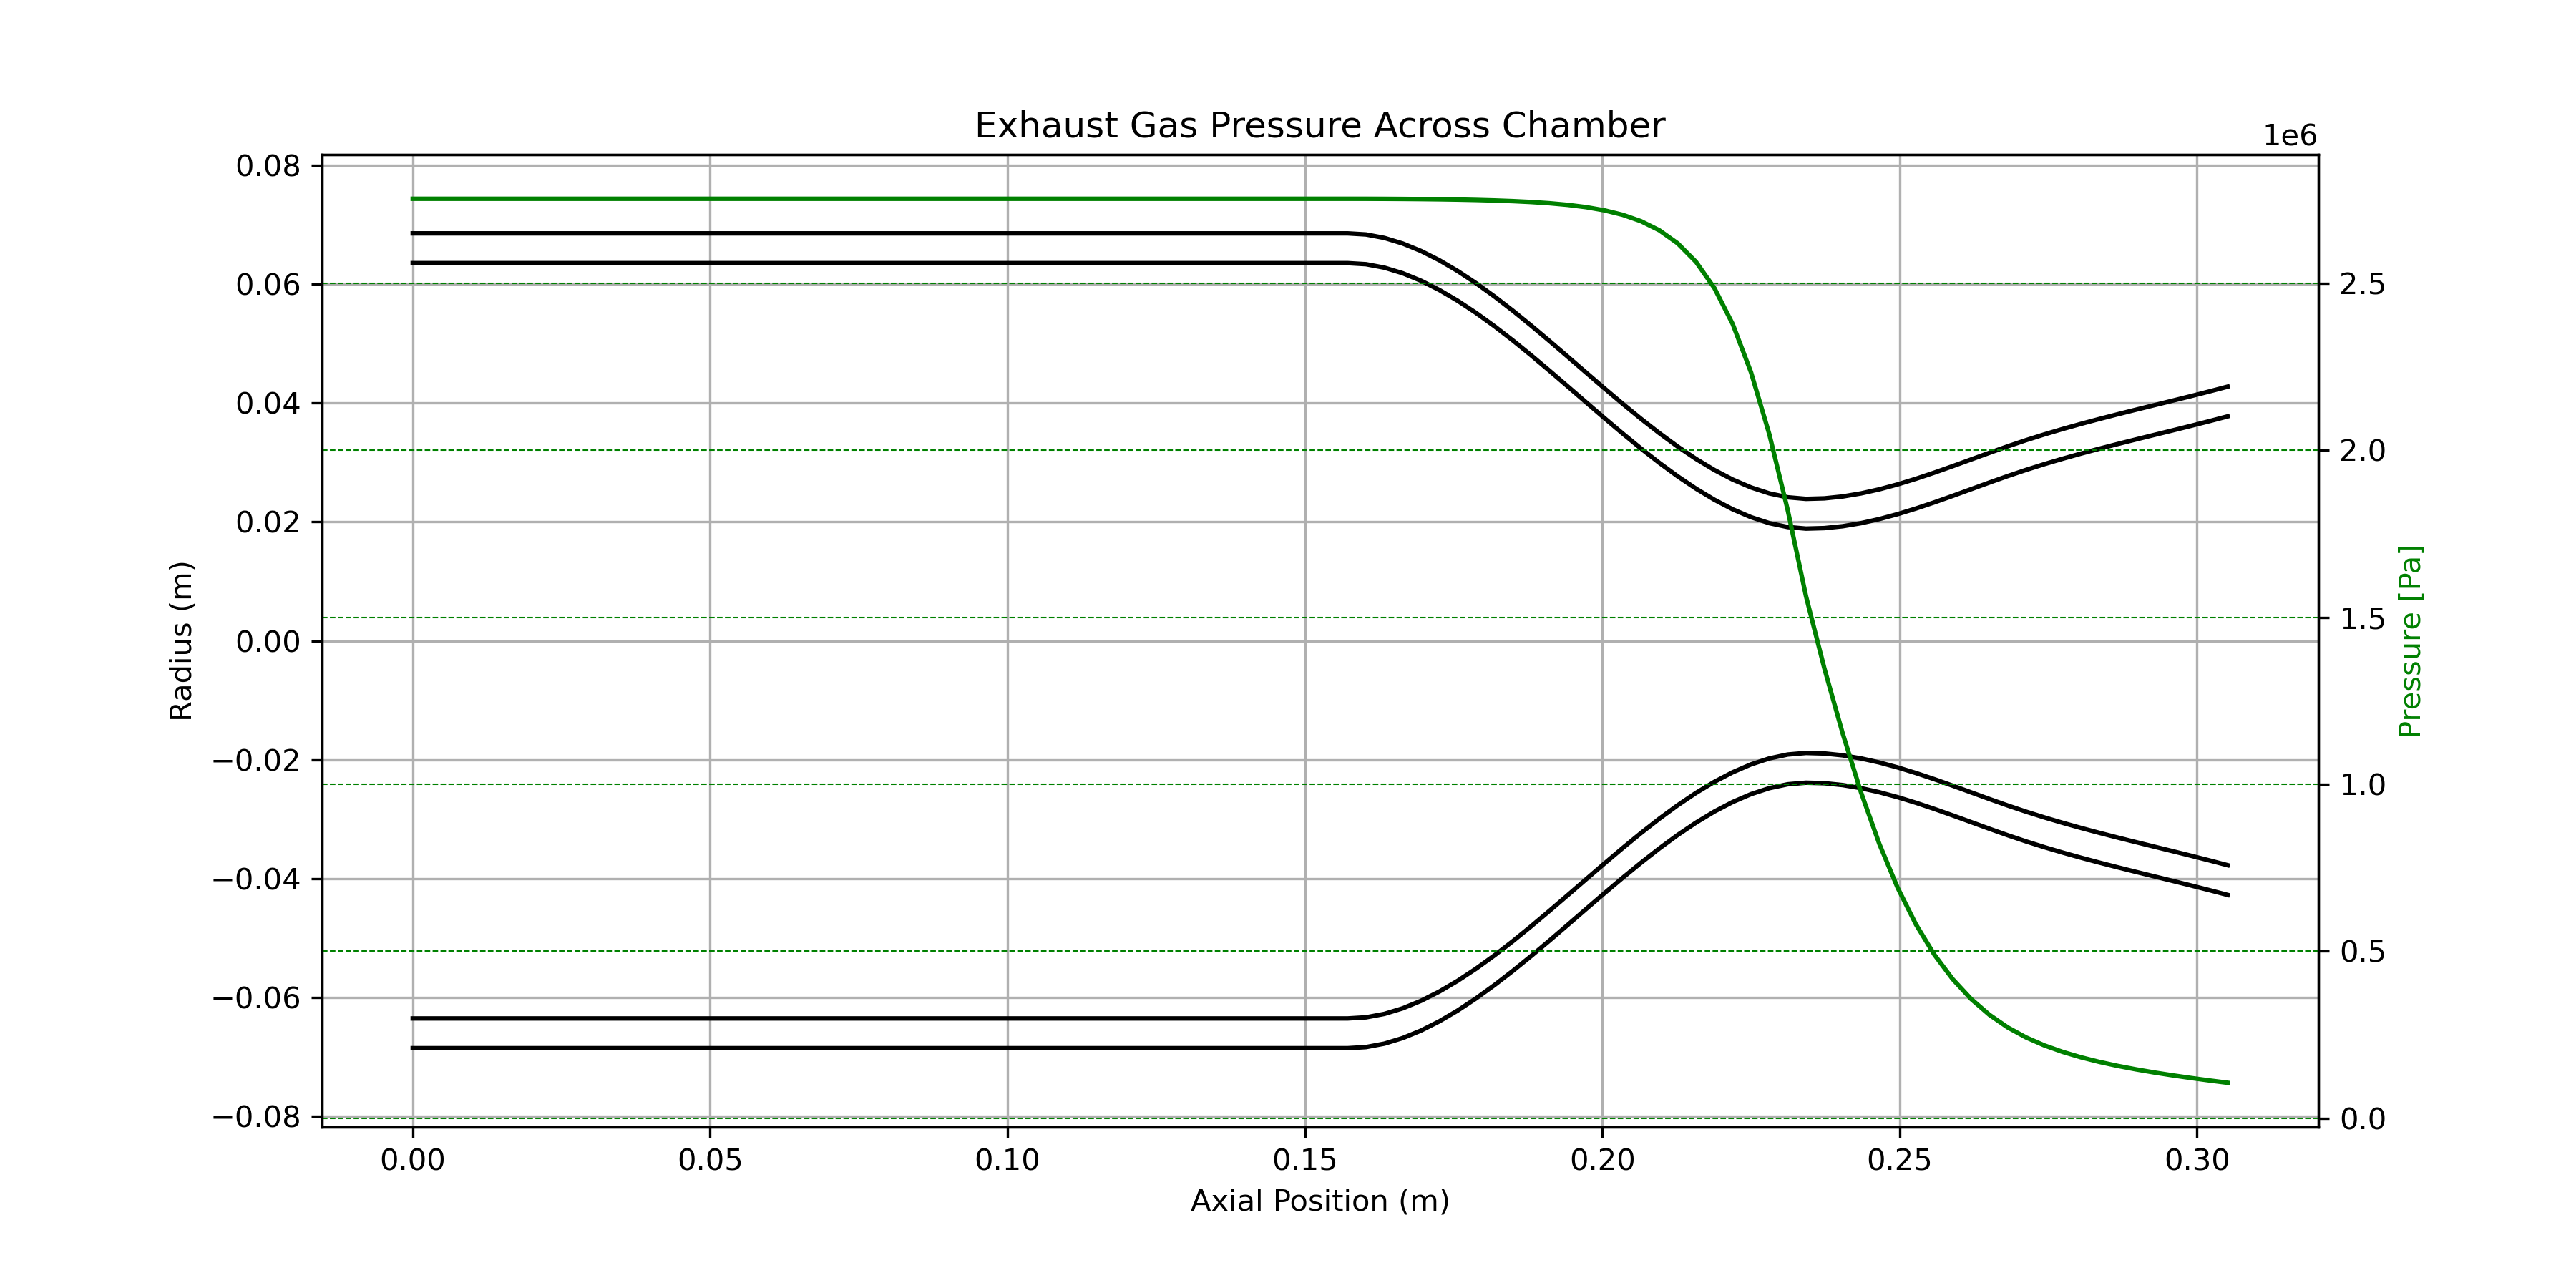 Exhaust Gas Pressure Across Chamber
1e6
0.08
0.06
0.04
0.02
0.00
−0.02
−0.04
−0.06
−0.08
Radius (m)
2.5
2.0
1.5
1.0
0.5
0.0
Pressure [Pa]
0.00 0.05 0.10 0.15 0.20 0.25 0.30
Axial Position (m)